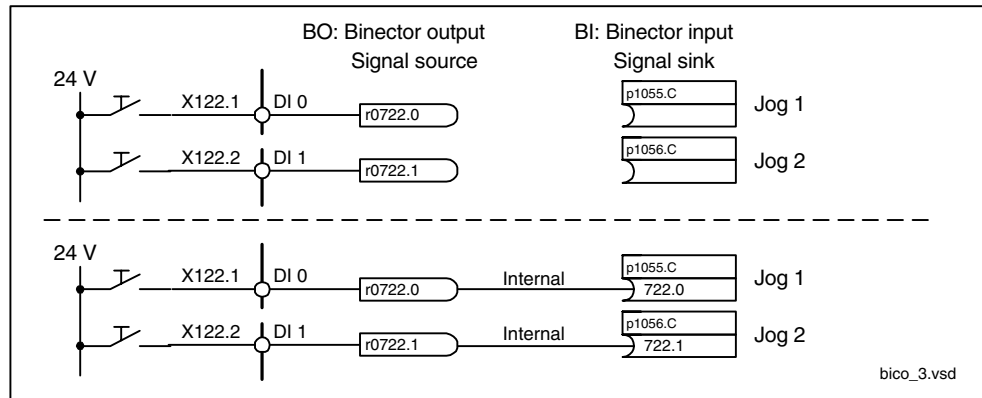 BO: Binector output BI: Binector input
Signal source Signal sink
24 V
X122.1 DI 0 r0722.0 p1055.C Jog 1
X122.2 DI 1 r0722.1 p1056.C Jog 2
24 V
X122.1 DI 0 r0722.0 Internal p1055.C 722.0 Jog 1
X122.2 DI 1 r0722.1 Internal p1056.C 722.1 Jog 2
bico_3.vsd